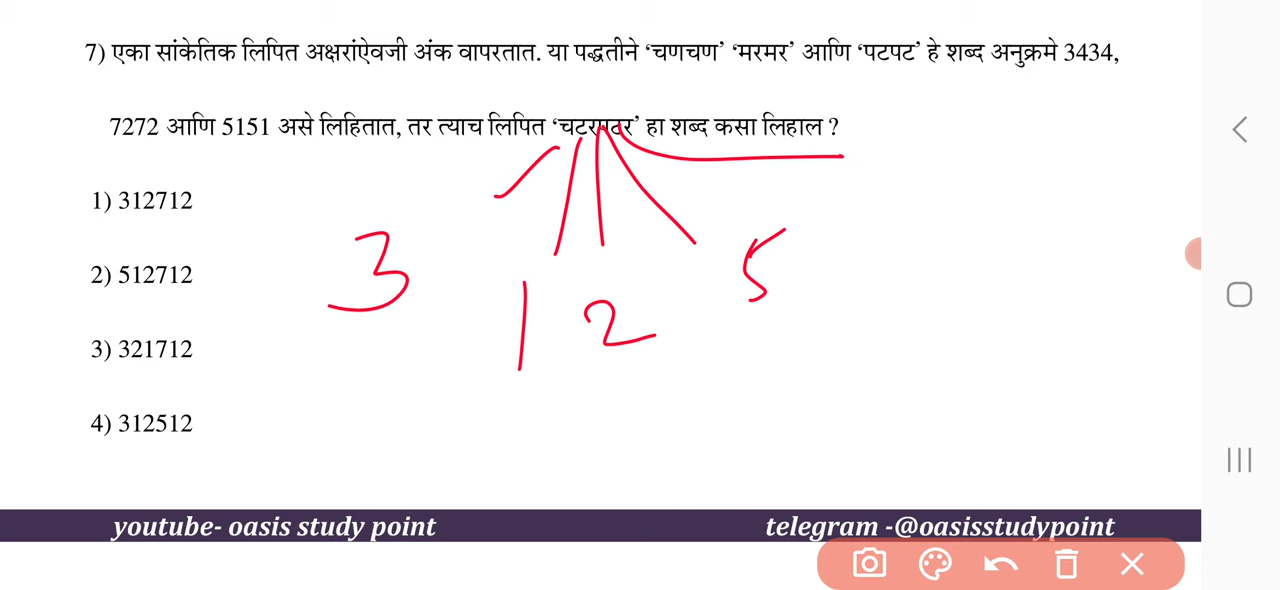 7) एका सांकेतिक लिपित अक्षरांऐवजी अंक वापरतात. या पद्धतीने ‘चणचण’ ‘मरमर’ आणि ‘पटपट’ हे शब्द अनुक्रमे 3434,
7272 आणि 5151 असे लिहितात, तर त्याच लिपित हा शब्द कसा लिहाल ?
1) 312712
2) 512712
3) 321712
4) 312512
3
1 2
5
youtube- oasis study point
telegram -@oasisstudypoint